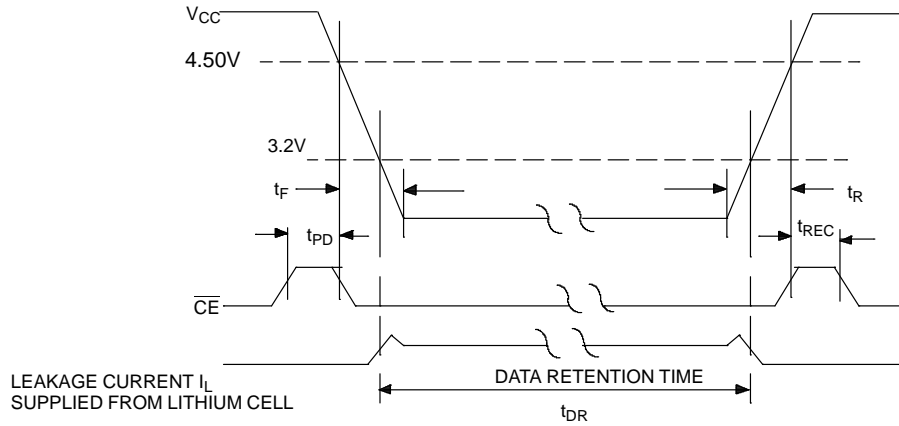 VCC
4.50V
3.2V
tF
tR
tPD
tREC
CE
LEAKAGE CURRENT IL
SUPPLIED FROM LITHIUM CELL
DATA RETENTION TIME
tDR